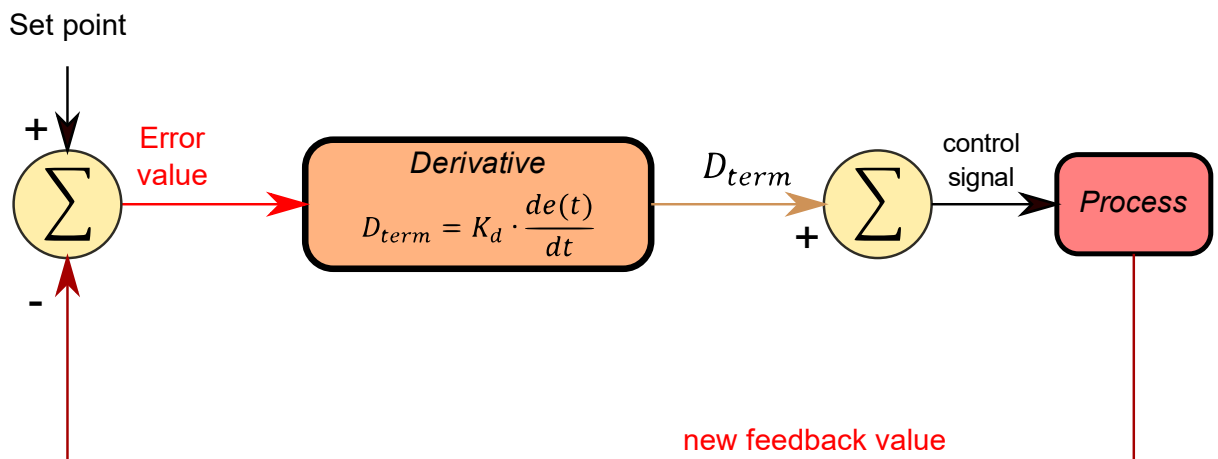 Set point
+
Error
value
-
∑
Derivative
D_term = K_d · de(t)/dt
D_term
+
∑
control
signal
Process
new feedback value